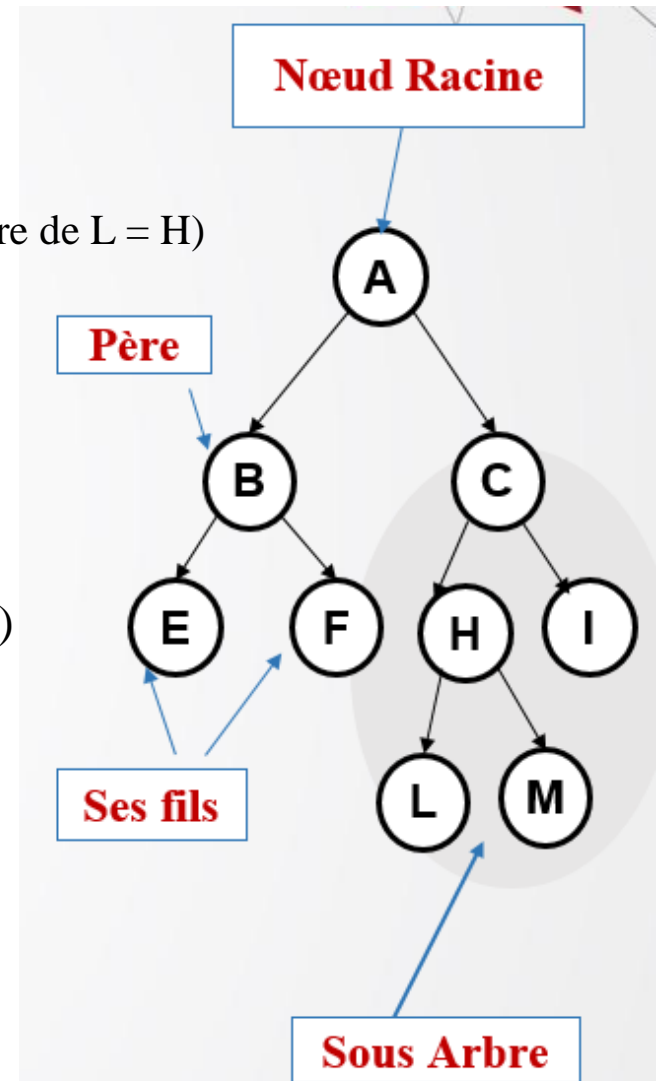 Nœud Racine
re de L = H)
A
Père
B
C
)
E
F
H
I
Ses fils
L
M
Sous Arbre